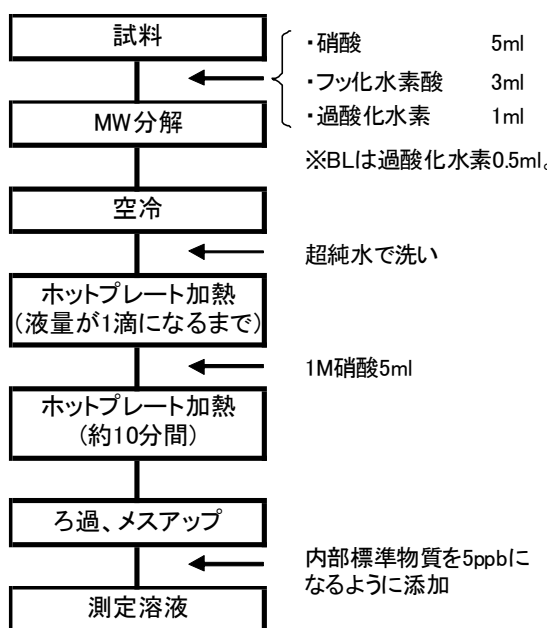 試料
・硝酸 5ml
・フッ化水素酸 3ml
・過酸化水素 1ml
MW分解
※BLは過酸化水素0.5ml。
空冷
超純水で洗い
ホットプレート加熱
(液量が1滴になるまで)
1M硝酸5ml
ホットプレート加熱
(約10分間)
ろ過、メスアップ
内部標準物質を5ppbに
なるように添加
測定溶液